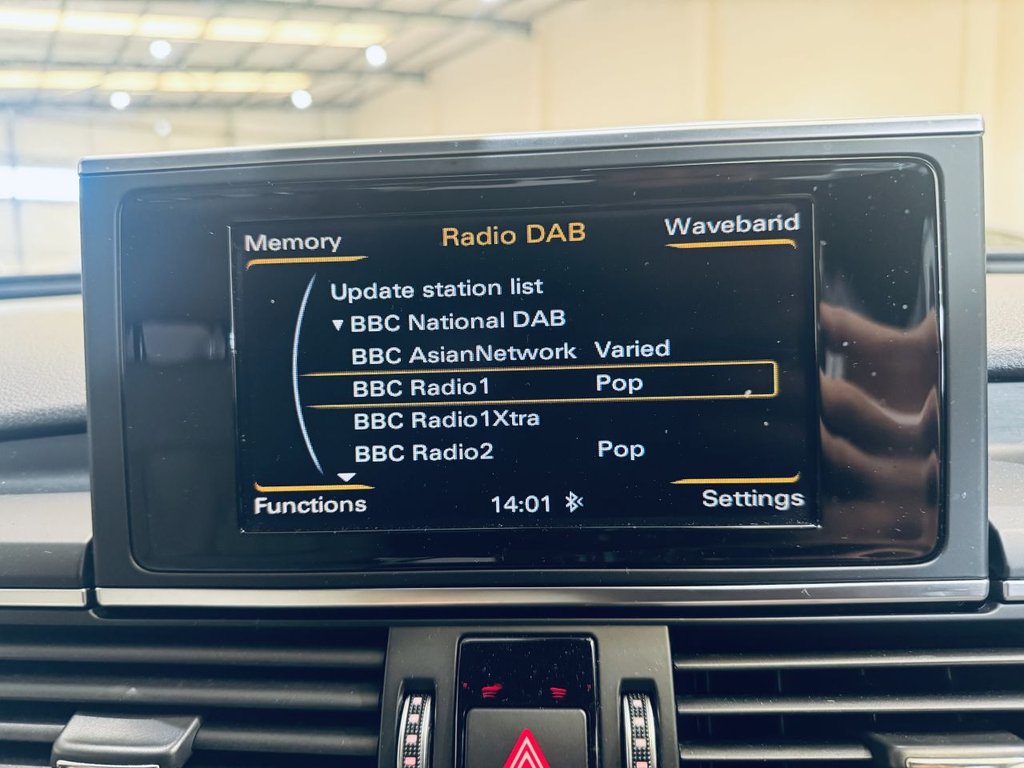 Memory
Radio DAB
Waveband
Update station list
▼ BBC National DAB
BBC AsianNetwork Varied
BBC Radio1 Pop
BBC Radio1Xtra
BBC Radio2 Pop
Functions
14:01
Settings